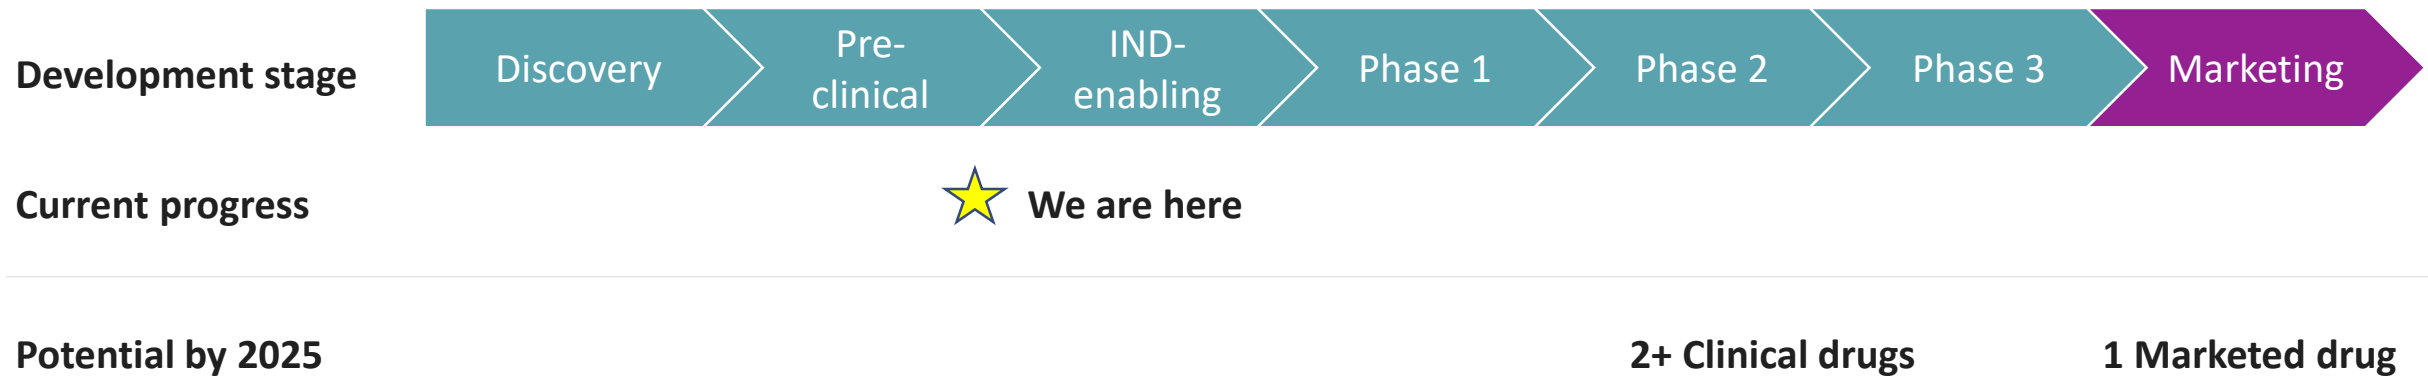 Development stage
Discovery
Pre-
clinical
IND-
enabling
Phase 1
Phase 2
Phase 3
Marketing
Current progress
We are here
Potential by 2025
2+ Clinical drugs
1 Marketed drug